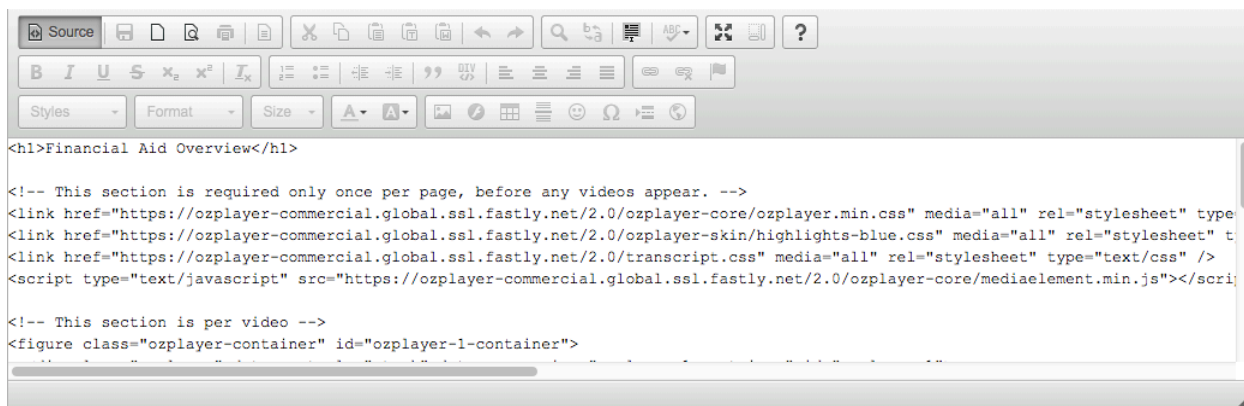 Source ABC ?
B I U S x₂ x² Tx 99 DIV
Styles Format Size A A Ω
<h1>Financial Aid Overview</h1>
<!-- This section is required only once per page, before any videos appear. -->
<link href="https://ozplayer-commercial.global.ssl.fastly.net/2.0/ozplayer-core/ozplayer.min.css" media="all" rel="stylesheet" type
<link href="https://ozplayer-commercial.global.ssl.fastly.net/2.0/ozplayer-skin/highlights-blue.css" media="all" rel="stylesheet" t
<link href="https://ozplayer-commercial.global.ssl.fastly.net/2.0/transcript.css" media="all" rel="stylesheet" type="text/css" />
<script type="text/javascript" src="https://ozplayer-commercial.global.ssl.fastly.net/2.0/ozplayer-core/mediaelement.min.js"></scri
<!-- This section is per video -->
<figure class="ozplayer-container" id="ozplayer-1-container">